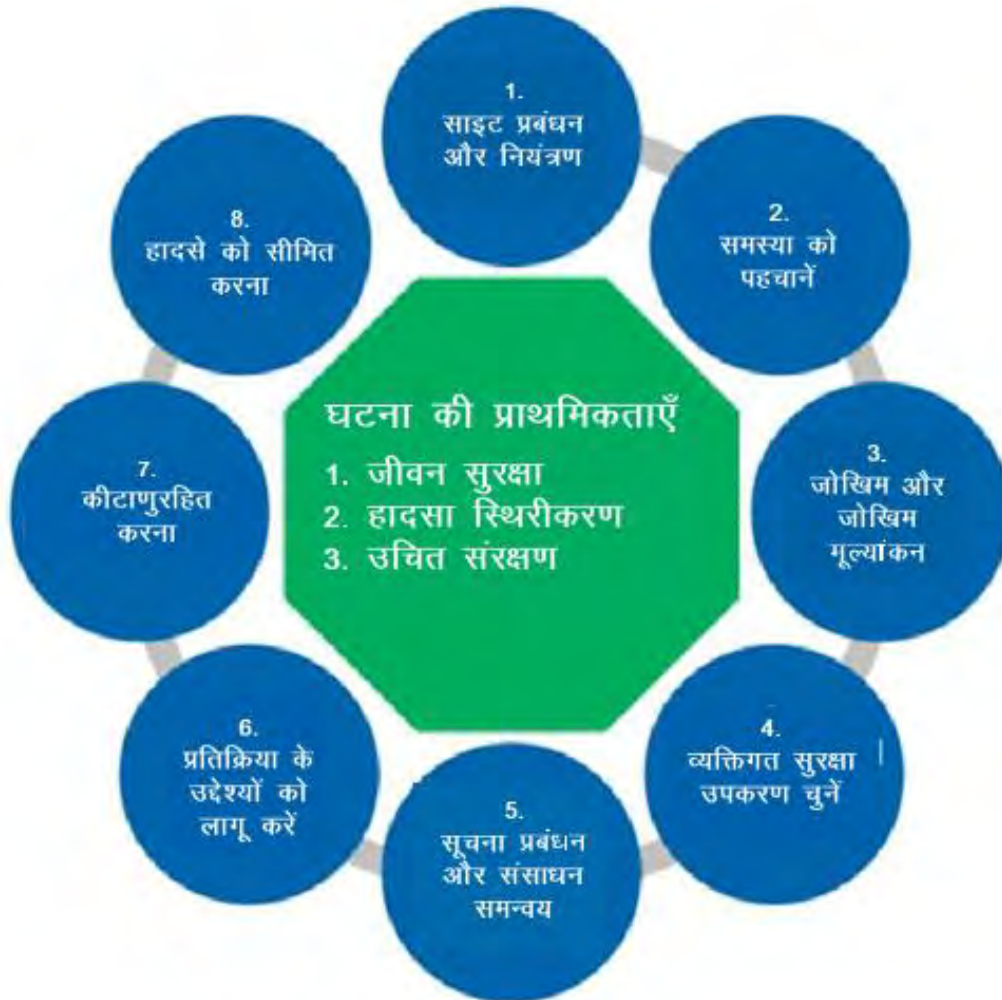 1.
साइट प्रबंधन
और नियंत्रण
2.
समस्या को
पहचानें
3.
जोखिम और
जोखिम
मूल्यांकन
4.
व्यक्तिगत सुरक्षा
उपकरण चुनें
5.
सूचना प्रबंधन
और संसाधन
समन्वय
6.
प्रतिक्रिया के
उद्देश्यों को
लागू करें
7.
कीटाणुरहित
करना
8.
हादसे को सीमित
करना
घटना की प्राथमिकताएँ
1. जीवन सुरक्षा
2. हादसा स्थिरीकरण
3. उचित संरक्षण